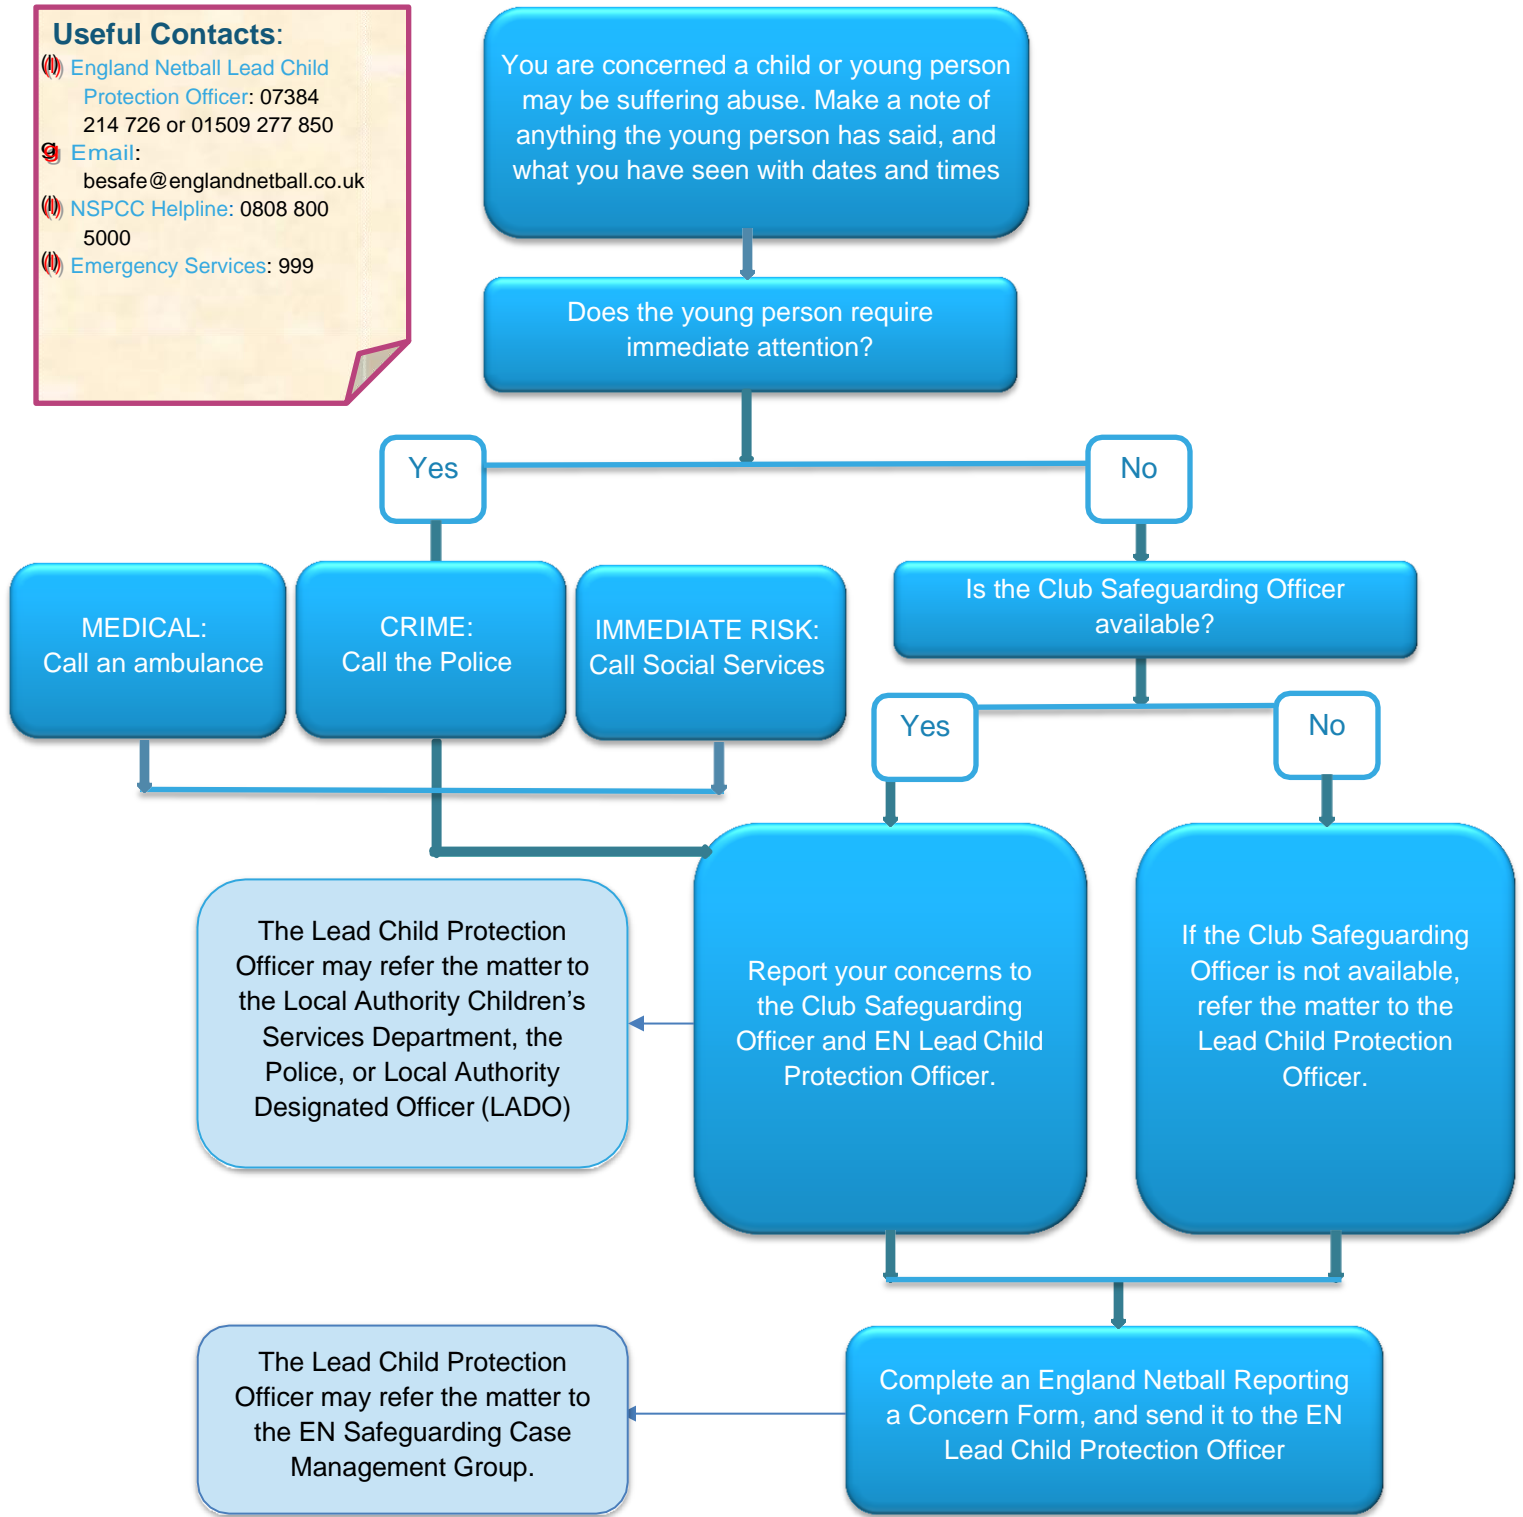 Useful Contacts:
England Netball Lead Child
Protection Officer: 07384
214 726 or 01509 277 850
Email:
besafe@englandnetball.co.uk
NSPCC Helpline: 0808 800
5000
Emergency Services: 999
You are concerned a child or young person
may be suffering abuse. Make a note of
anything the young person has said, and
what you have seen with dates and times
Does the young person require
immediate attention?
Yes
No
MEDICAL:
Call an ambulance
CRIME:
Call the Police
IMMEDIATE RISK:
Call Social Services
Is the Club Safeguarding Officer
available?
Yes
No
The Lead Child Protection
Officer may refer the matter to
the Local Authority Children’s
Services Department, the
Police, or Local Authority
Designated Officer (LADO)
Report your concerns to
the Club Safeguarding
Officer and EN Lead Child
Protection Officer.
If the Club Safeguarding
Officer is not available,
refer the matter to the
Lead Child Protection
Officer.
The Lead Child Protection
Officer may refer the matter to
the EN Safeguarding Case
Management Group.
Complete an England Netball Reporting
a Concern Form, and send it to the EN
Lead Child Protection Officer